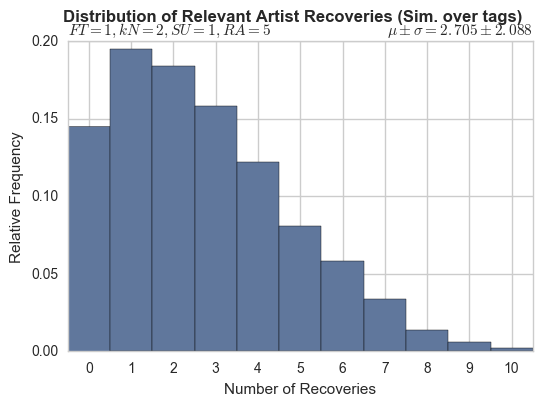 Distribution of Relevant Artist Recoveries (Sim. over tags)
FT = 1, kN = 2, SU = 1, RA = 5
μ ± σ = 2.705 ± 2.088
0.20
0.15
0.10
0.05
0.00
Relative Frequency
0 1 2 3 4 5 6 7 8 9 10
Number of Recoveries